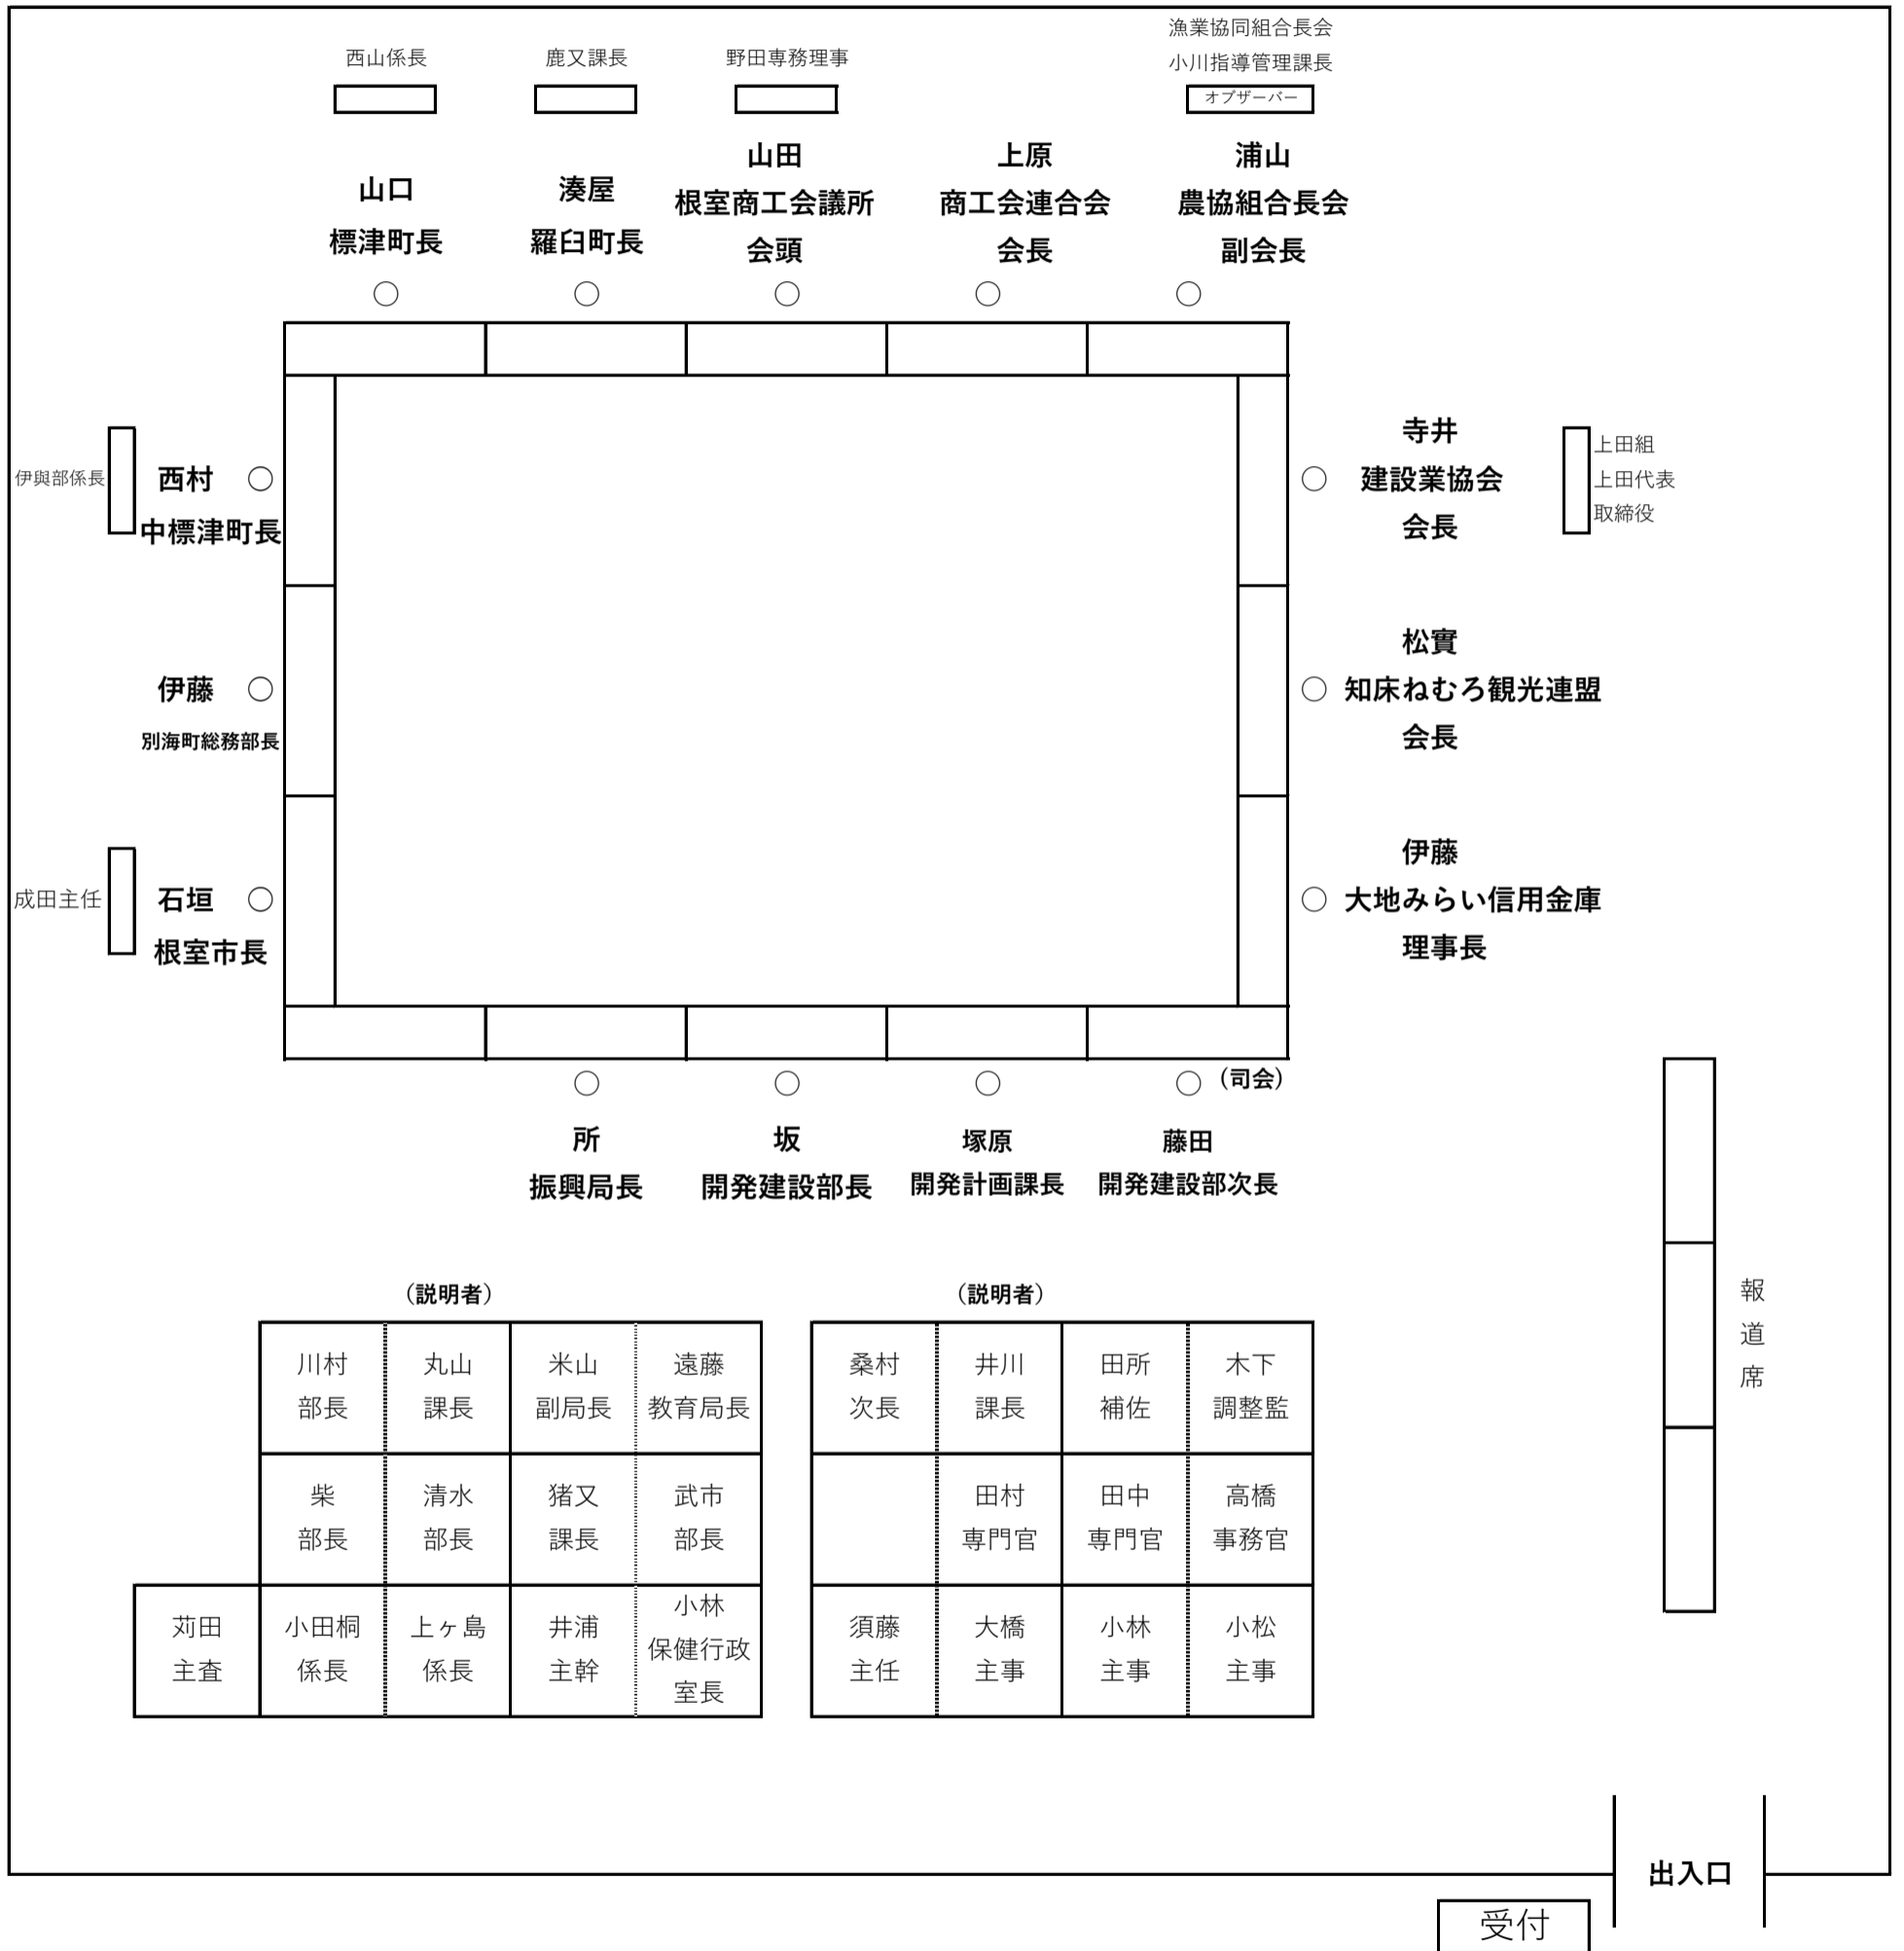 漁業協同組合長会
西山係長
鹿又課長
野田専務理事
小川指導管理課長
オブザーバー
山口
標津町長
湊屋
羅臼町長
山田
根室商工会議所
会頭
上原
商工会連合会
会長
浦山
農協組合長会
副会長
伊與部係長
西村
中標津町長
寺井
建設業協会
会長
上田組
上田代表
取締役
伊藤
別海町総務部長
松實
知床ねむろ観光連盟
会長
成田主任
石垣
根室市長
伊藤
大地みらい信用金庫
理事長
(司会)
所
振興局長
坂
開発建設部長
塚原
開発計画課長
藤田
開発建設部次長
(説明者)
川村
部長
丸山
課長
米山
副局長
遠藤
教育局長
柴
部長
清水
部長
猪又
課長
武市
部長
苅田
主査
小田桐
係長
上ヶ島
係長
井浦
主幹
小林
保健行政
室長
(説明者)
桑村
次長
井川
課長
田所
補佐
木下
調整監
田村
専門官
田中
専門官
高橋
事務官
須藤
主任
大橋
主事
小林
主事
小松
主事
報道席
出入口
受付